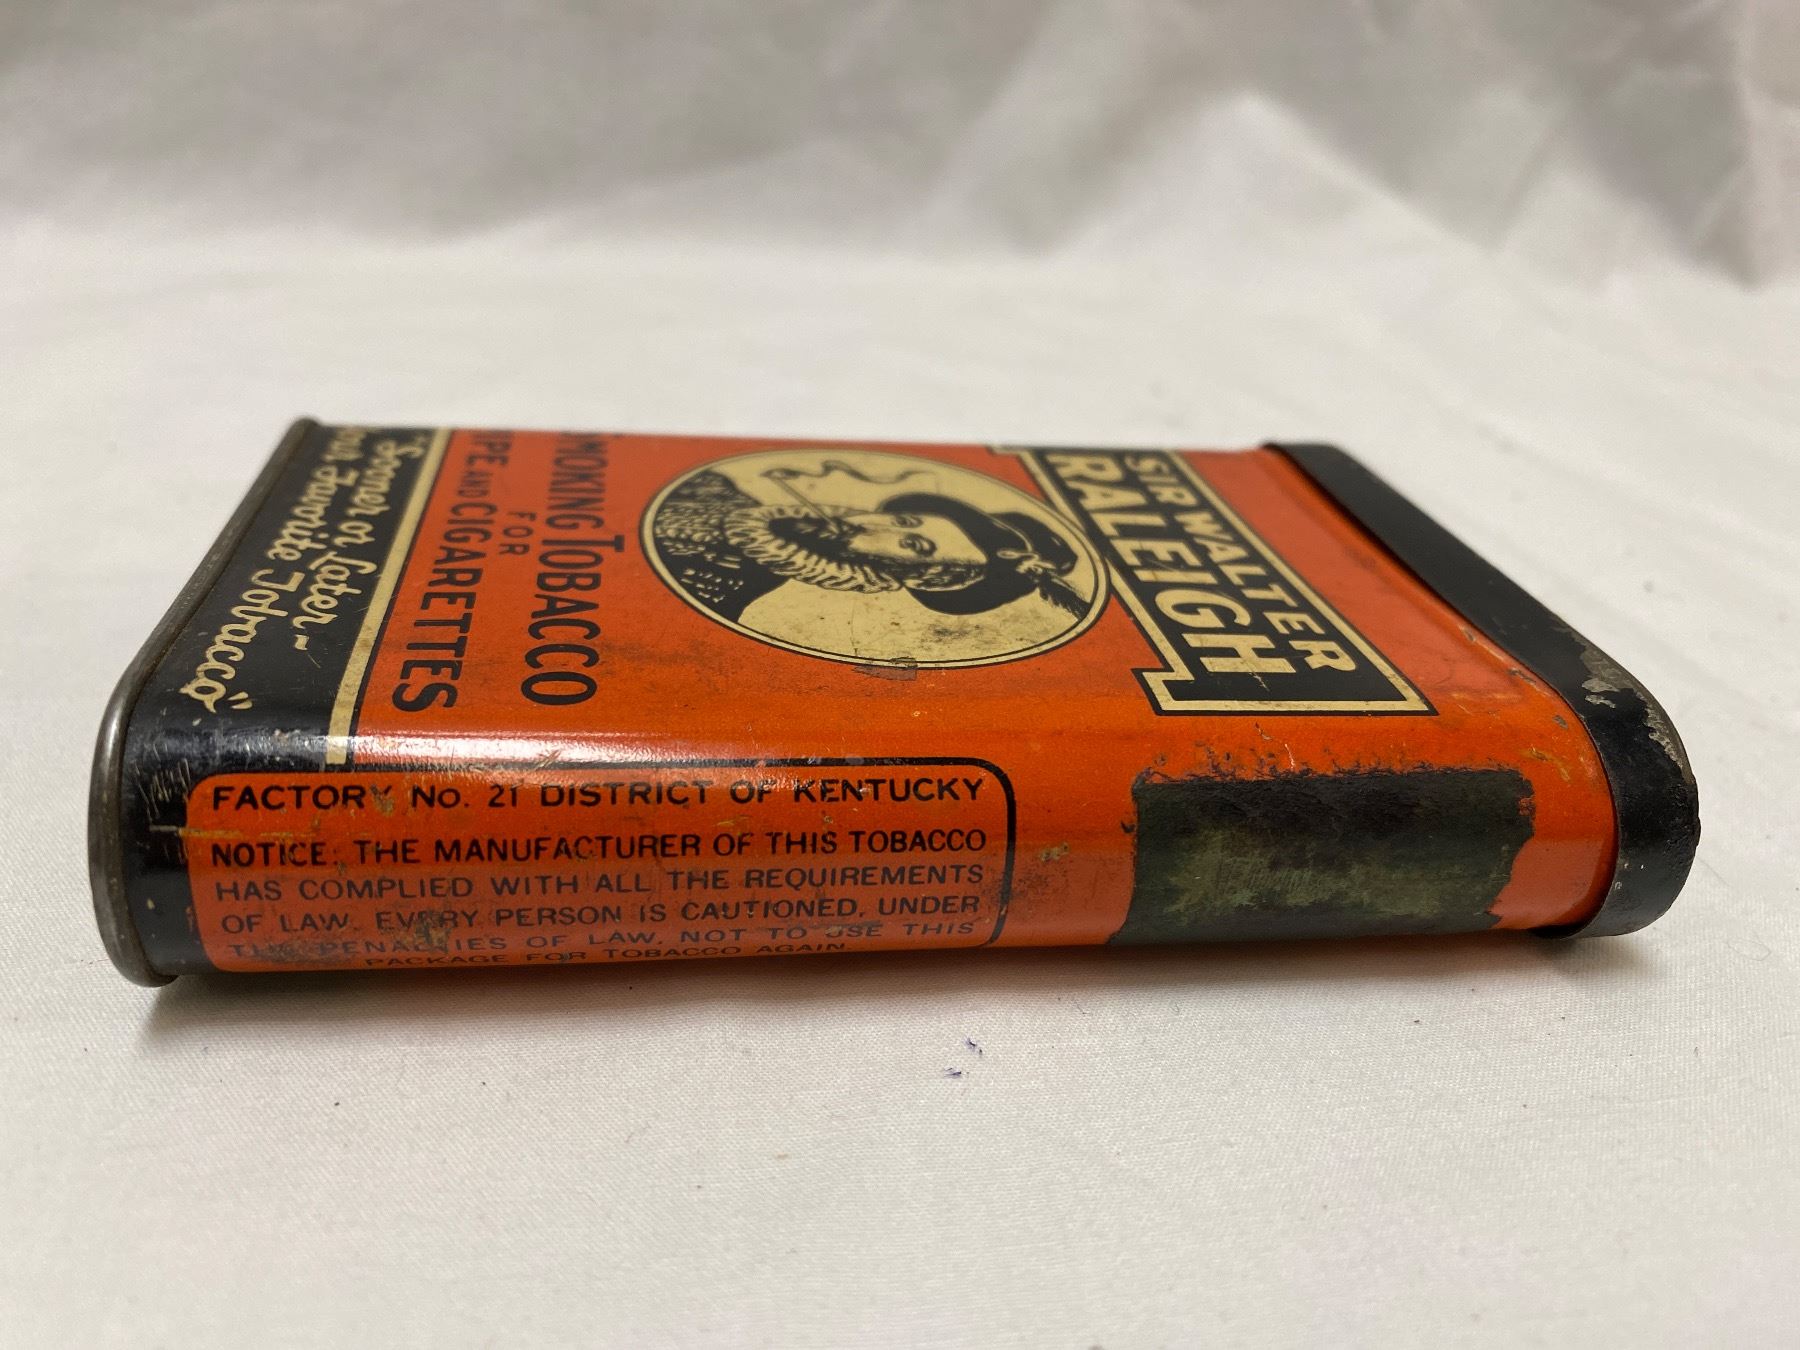 SIR WALTER
RALEIGH
SMOKING TOBACCO
FOR
PIPE AND CIGARETTES
"Sooner or Later ~
Your Favorite Tobacco"
FACTORY No. 21 DISTRICT OF KENTUCKY
NOTICE: THE MANUFACTURER OF THIS TOBACCO
HAS COMPLIED WITH ALL THE REQUIREMENTS
OF LAW. EVERY PERSON IS CAUTIONED, UNDER
THE PENALTIES OF LAW, NOT TO USE THIS
PACKAGE FOR TOBACCO AGAIN.